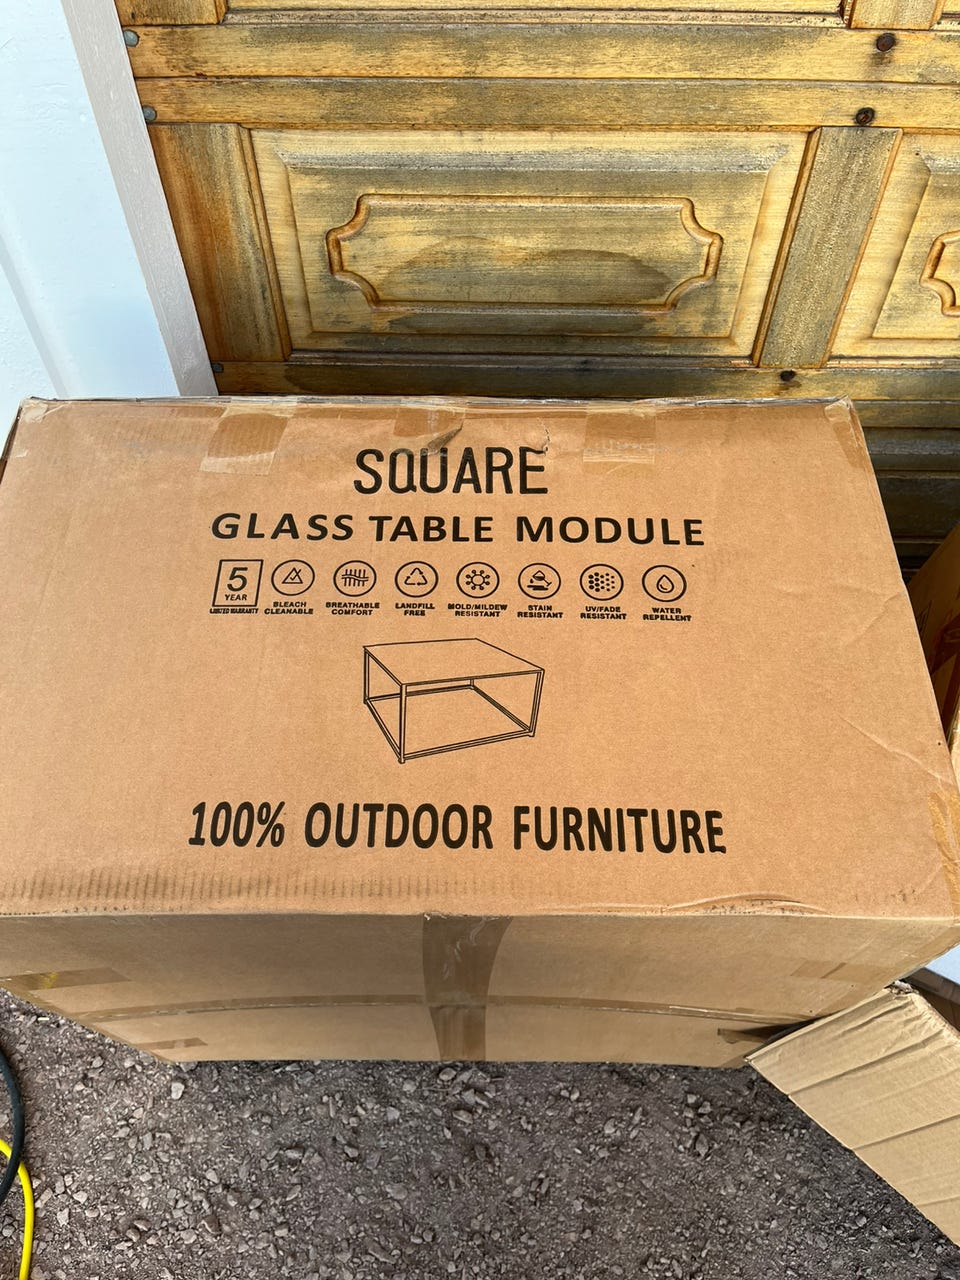 SQUARE
GLASS TABLE MODULE
5
YEAR
LIMITED WARRANTY
BLEACH
CLEANABLE
BREATHABLE
COMFORT
LANDFILL
FREE
MOLD/MILDEW
RESISTANT
STAIN
RESISTANT
UV/FADE
RESISTANT
WATER
REPELLENT
100% OUTDOOR FURNITURE